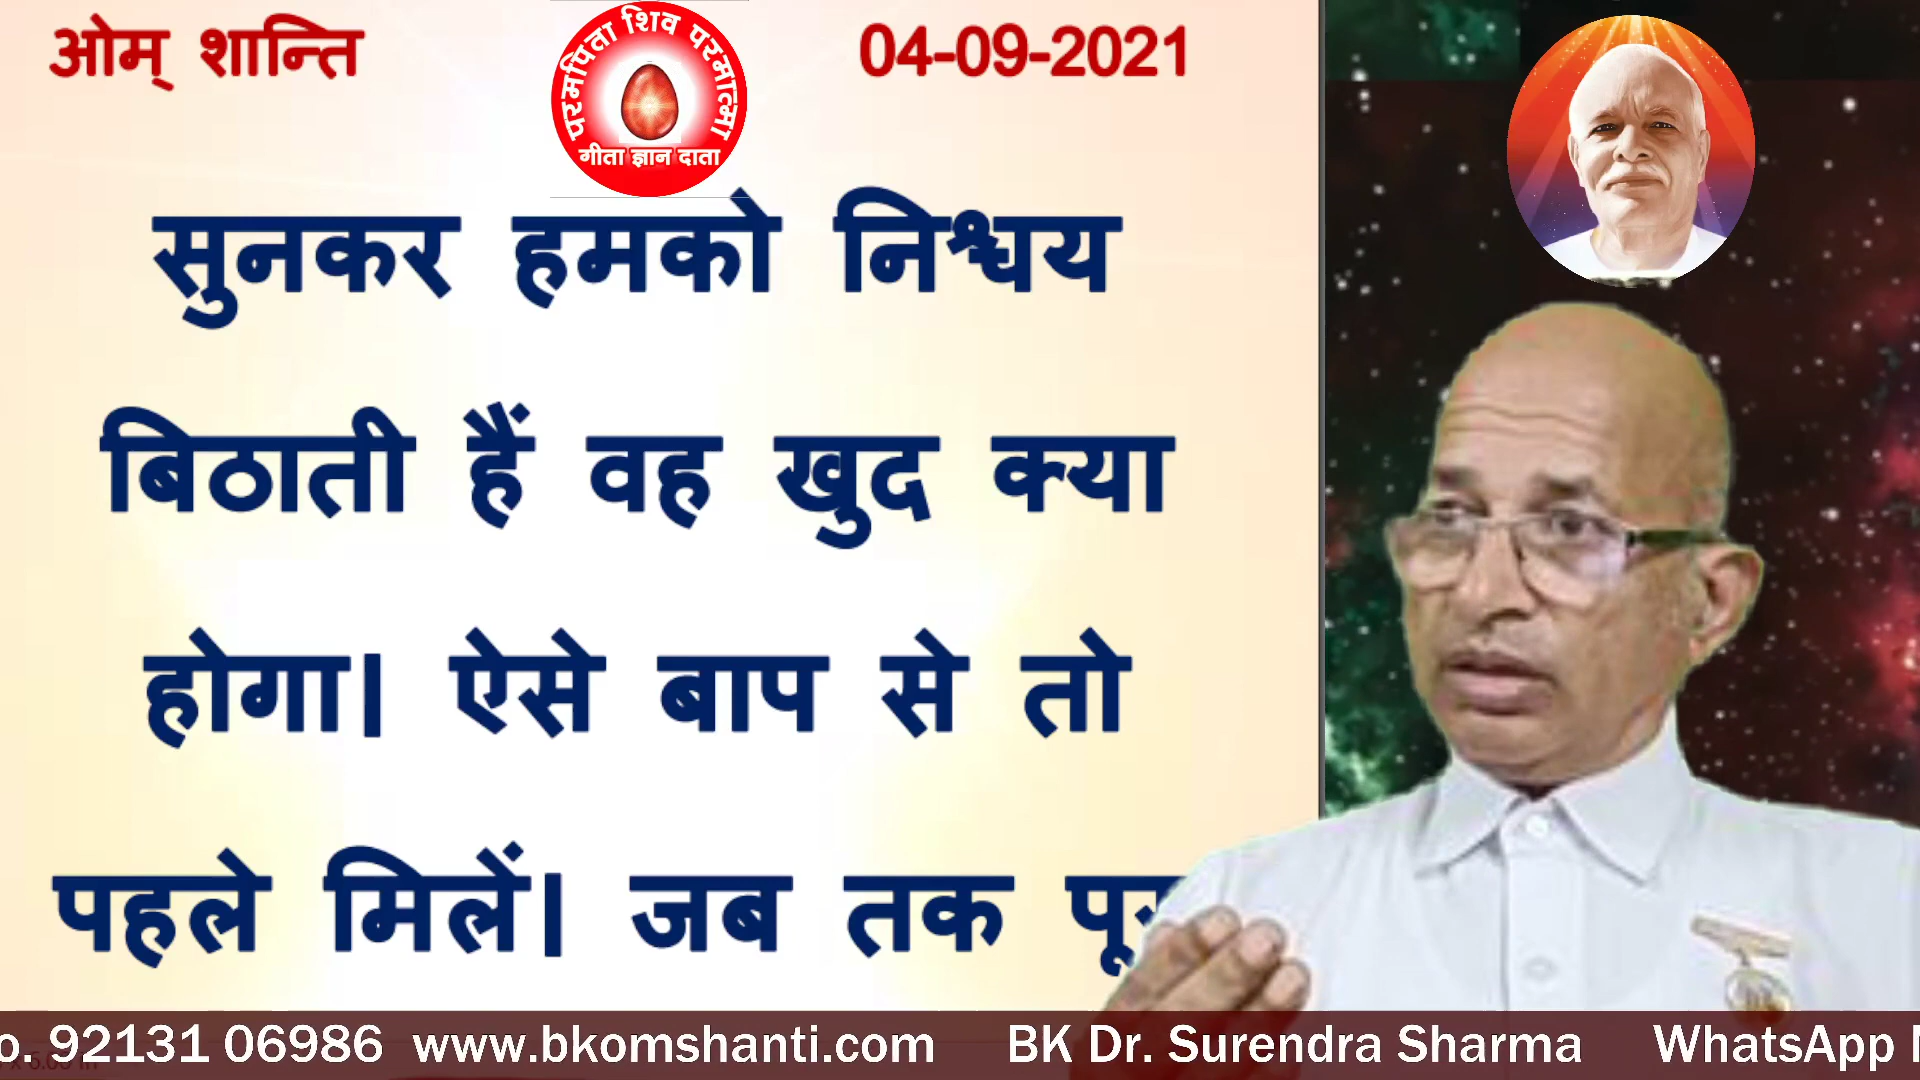 ओम् शान्ति
परमपिता शिव परमात्मा
गीता ज्ञान दाता
04-09-2021
सुनकर हमको निश्चय
बिठाती हैं वह खुद क्या
होगा। ऐसे बाप से तो
पहले मिलें। जब तक
o. 92131 06986 www.bkomshanti.com BK Dr. Surendra Sharma WhatsApp